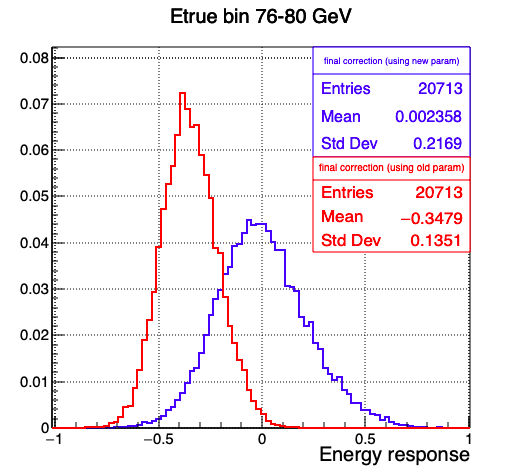 Etrue bin 76-80 GeV
final correction (using new param)
Entries 20713
Mean 0.002358
Std Dev 0.2169
final correction (using old param)
Entries 20713
Mean −0.3479
Std Dev 0.1351
0.08
0.07
0.06
0.05
0.04
0.03
0.02
0.01
0
−1 −0.5 0 0.5 1
Energy response